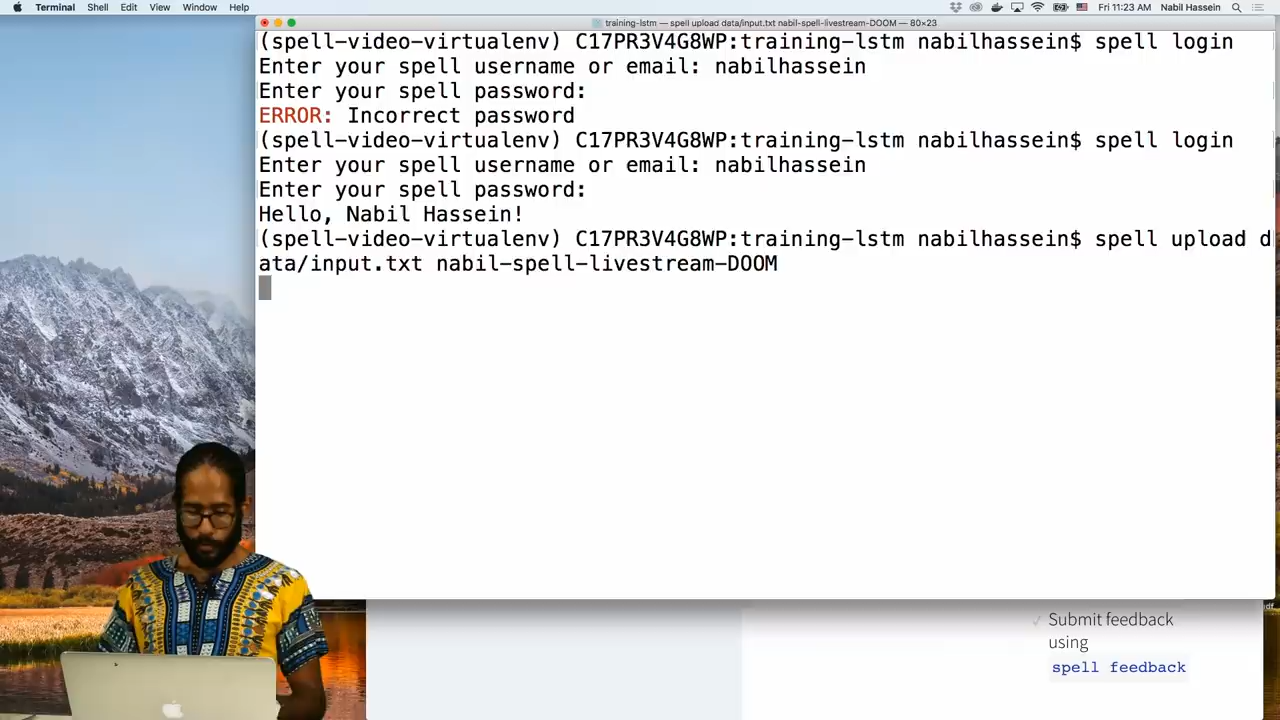 Terminal Shell Edit View Window Help Fri 11:23 AM Nabil Hassein
training-lstm — spell upload data/input.txt nabil-spell-livestream-DOOM — 80×23
(spell-video-virtualenv) C17PR3V4G8WP:training-lstm nabilhassein$ spell login
Enter your spell username or email: nabilhassein
Enter your spell password:
ERROR: Incorrect password
(spell-video-virtualenv) C17PR3V4G8WP:training-lstm nabilhassein$ spell login
Enter your spell username or email: nabilhassein
Enter your spell password:
Hello, Nabil Hassein!
(spell-video-virtualenv) C17PR3V4G8WP:training-lstm nabilhassein$ spell upload d
ata/input.txt nabil-spell-livestream-DOOM
Submit feedback
using
spell feedback